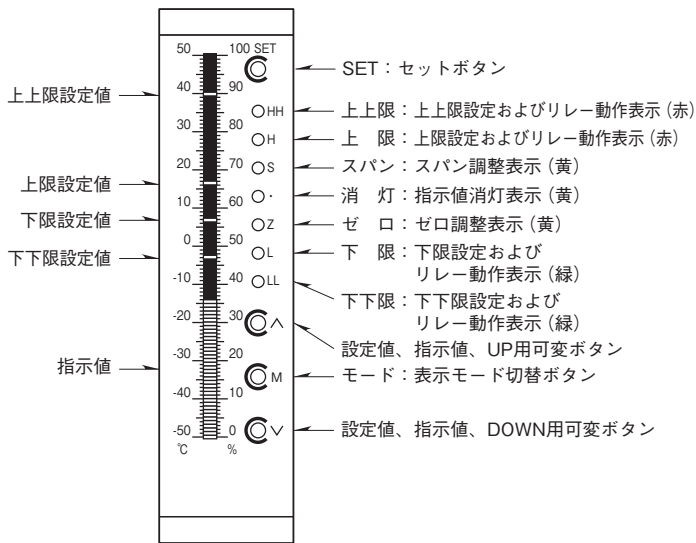 50 100 SET
40 90
30 80
20 70
10 60
0 50
-10 40
-20 30
-30 20
-40 10
-50 0
℃ %
HH
H
S
・
Z
L
LL
∧
M
∨
上上限設定値
上限設定値
下限設定値
下下限設定値
指示値
SET：セットボタン
上上限：上上限設定およびリレー動作表示（赤）
上　限：上限設定およびリレー動作表示（赤）
スパン：スパン調整表示（黄）
消　灯：指示値消灯表示（黄）
ゼ　ロ：ゼロ調整表示（黄）
下　限：下限設定および
リレー動作表示（緑）
下下限：下下限設定および
リレー動作表示（緑）
設定値、指示値、UP用可変ボタン
モード：表示モード切替ボタン
設定値、指示値、DOWN用可変ボタン